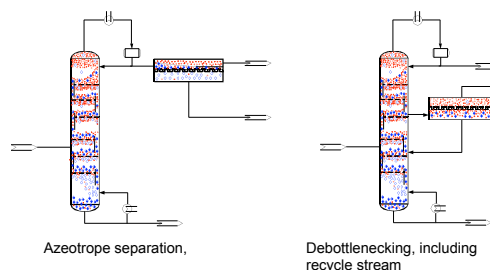 Azeotrope separation,
Debottlenecking, including
recycle stream